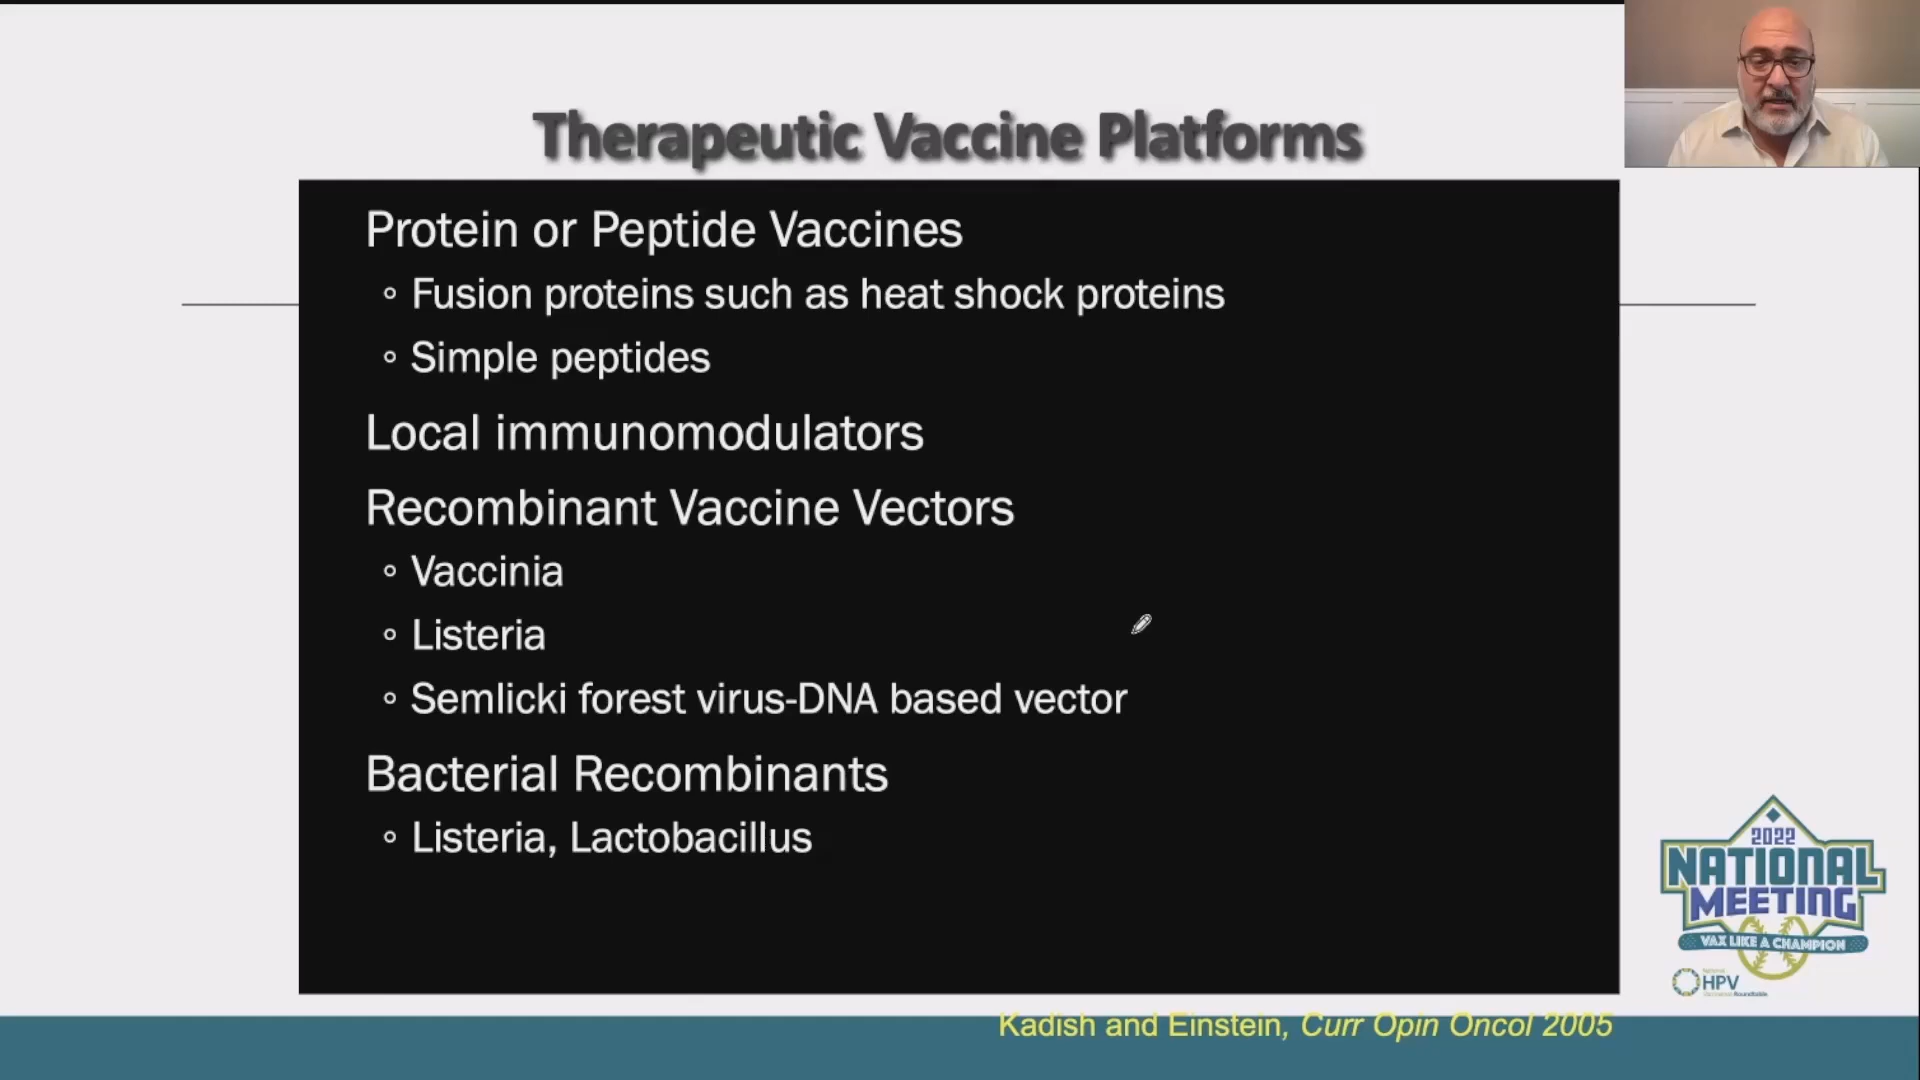 Therapeutic Vaccine Platforms
Protein or Peptide Vaccines
◦ Fusion proteins such as heat shock proteins
◦ Simple peptides
Local immunomodulators
Recombinant Vaccine Vectors
◦ Vaccinia
◦ Listeria
◦ Semlicki forest virus-DNA based vector
Bacterial Recombinants
◦ Listeria, Lactobacillus
2022
NATIONAL
MEETING
VAX LIKE A CHAMPION
HPV
Kadish and Einstein, Curr Opin Oncol 2005